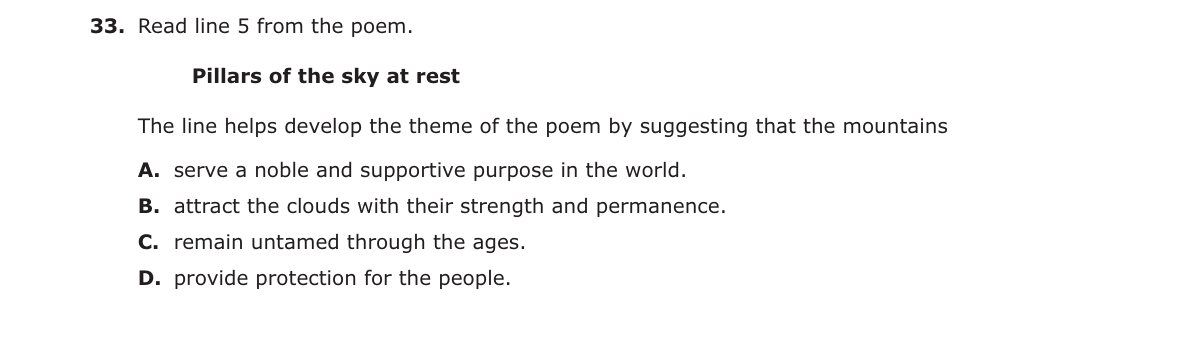 33. Read line 5 from the poem.
Pillars of the sky at rest
The line helps develop the theme of the poem by suggesting that the mountains
A. serve a noble and supportive purpose in the world.
B. attract the clouds with their strength and permanence.
C. remain untamed through the ages.
D. provide protection for the people.